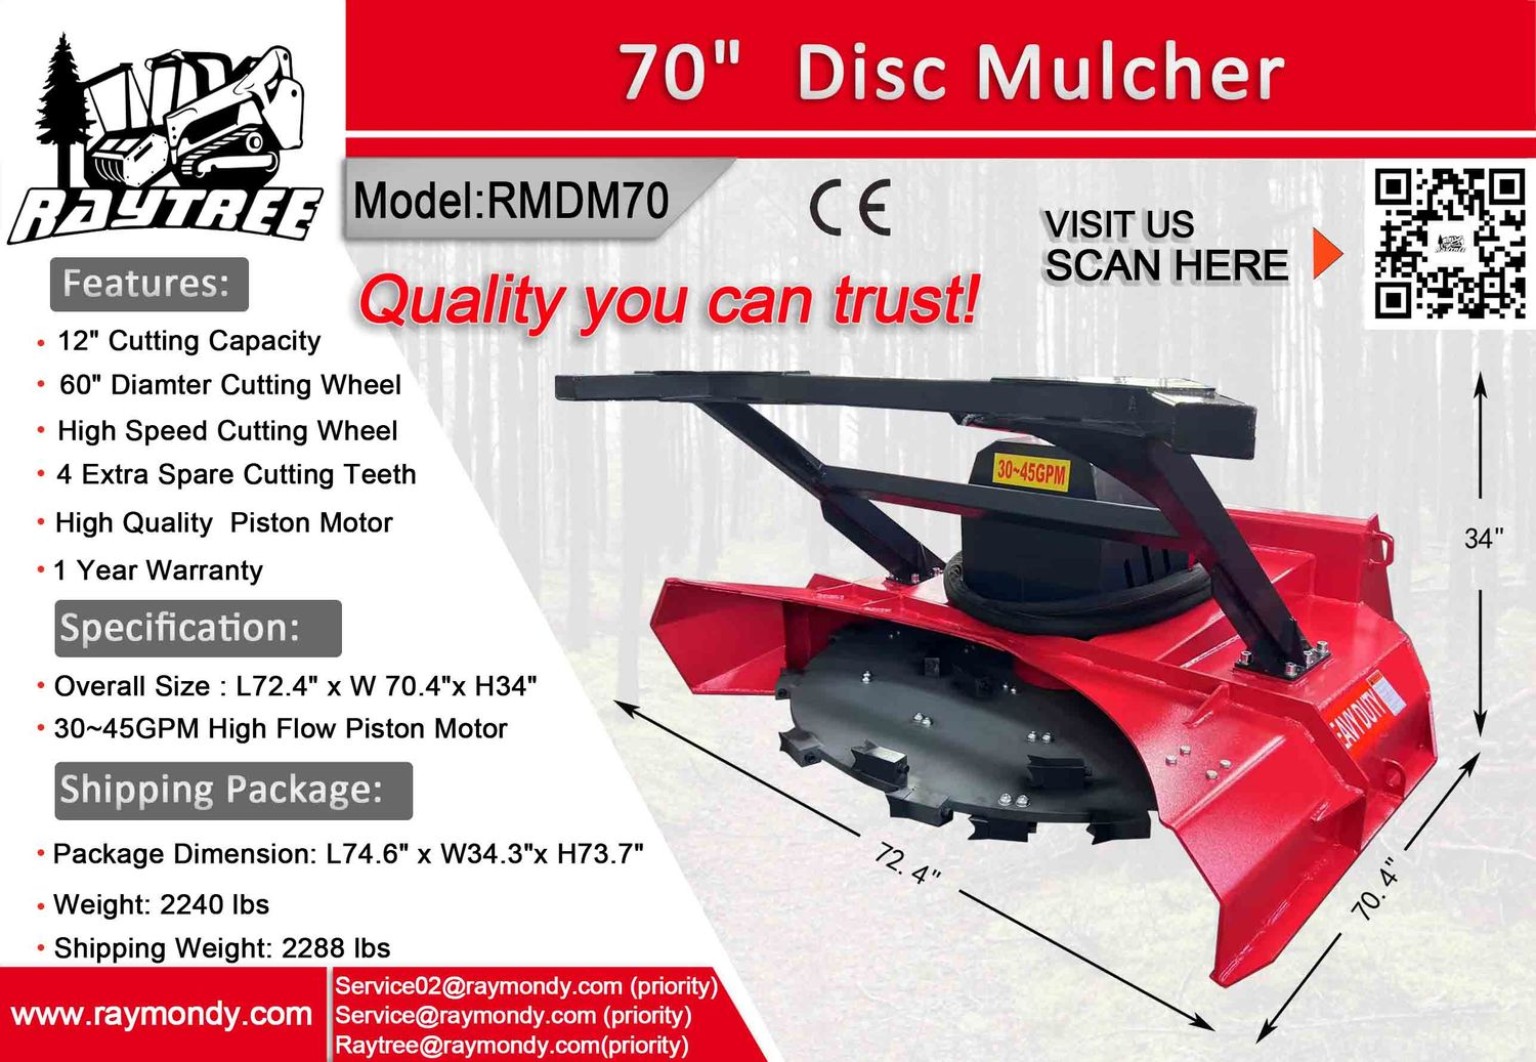 70" Disc Mulcher
RAYTREE
Model:RMDM70
CE
VISIT US
SCAN HERE
Quality you can trust!
Features:
• 12" Cutting Capacity
• 60" Diamter Cutting Wheel
• High Speed Cutting Wheel
• 4 Extra Spare Cutting Teeth
• High Quality Piston Motor
• 1 Year Warranty
Specification:
• Overall Size : L72.4" x W 70.4"x H34"
• 30~45GPM High Flow Piston Motor
Shipping Package:
• Package Dimension: L74.6" x W34.3"x H73.7"
• Weight: 2240 lbs
• Shipping Weight: 2288 lbs
30~45GPM
34"
EAVY DUTY
72.4"
70.4"
www.raymondy.com
Service02@raymondy.com (priority)
Service@raymondy.com (priority)
Raytree@raymondy.com(priority)